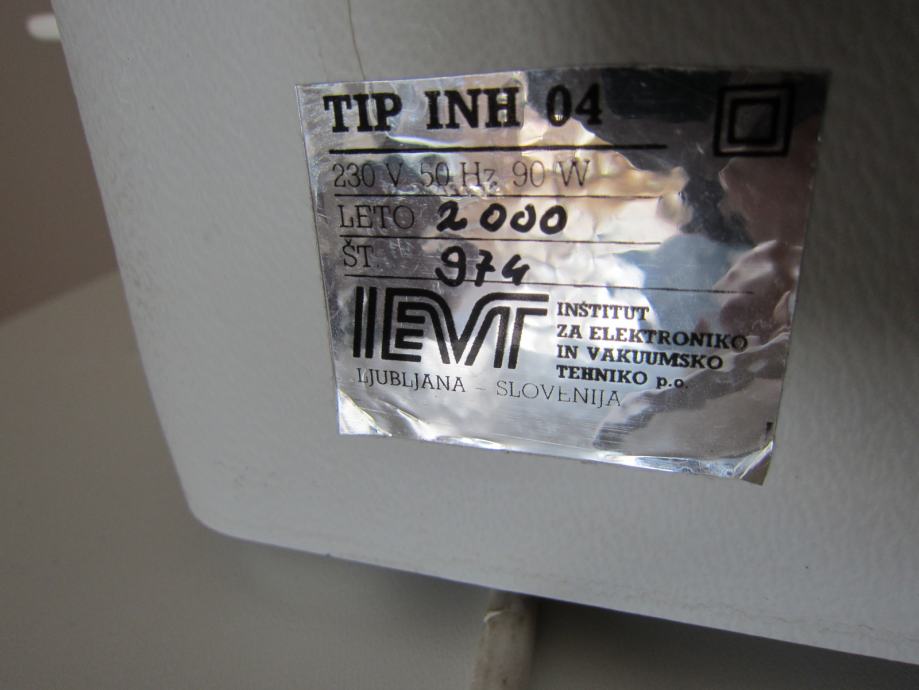 TIP INH 04
230 V 50 Hz 90 W
LETO 2000
ŠT 974
IEVT
INŠTITUT
ZA ELEKTRONIKO
IN VAKUUMSKO
TEHNIKO p.o.
LJUBLJANA - SLOVENIJA